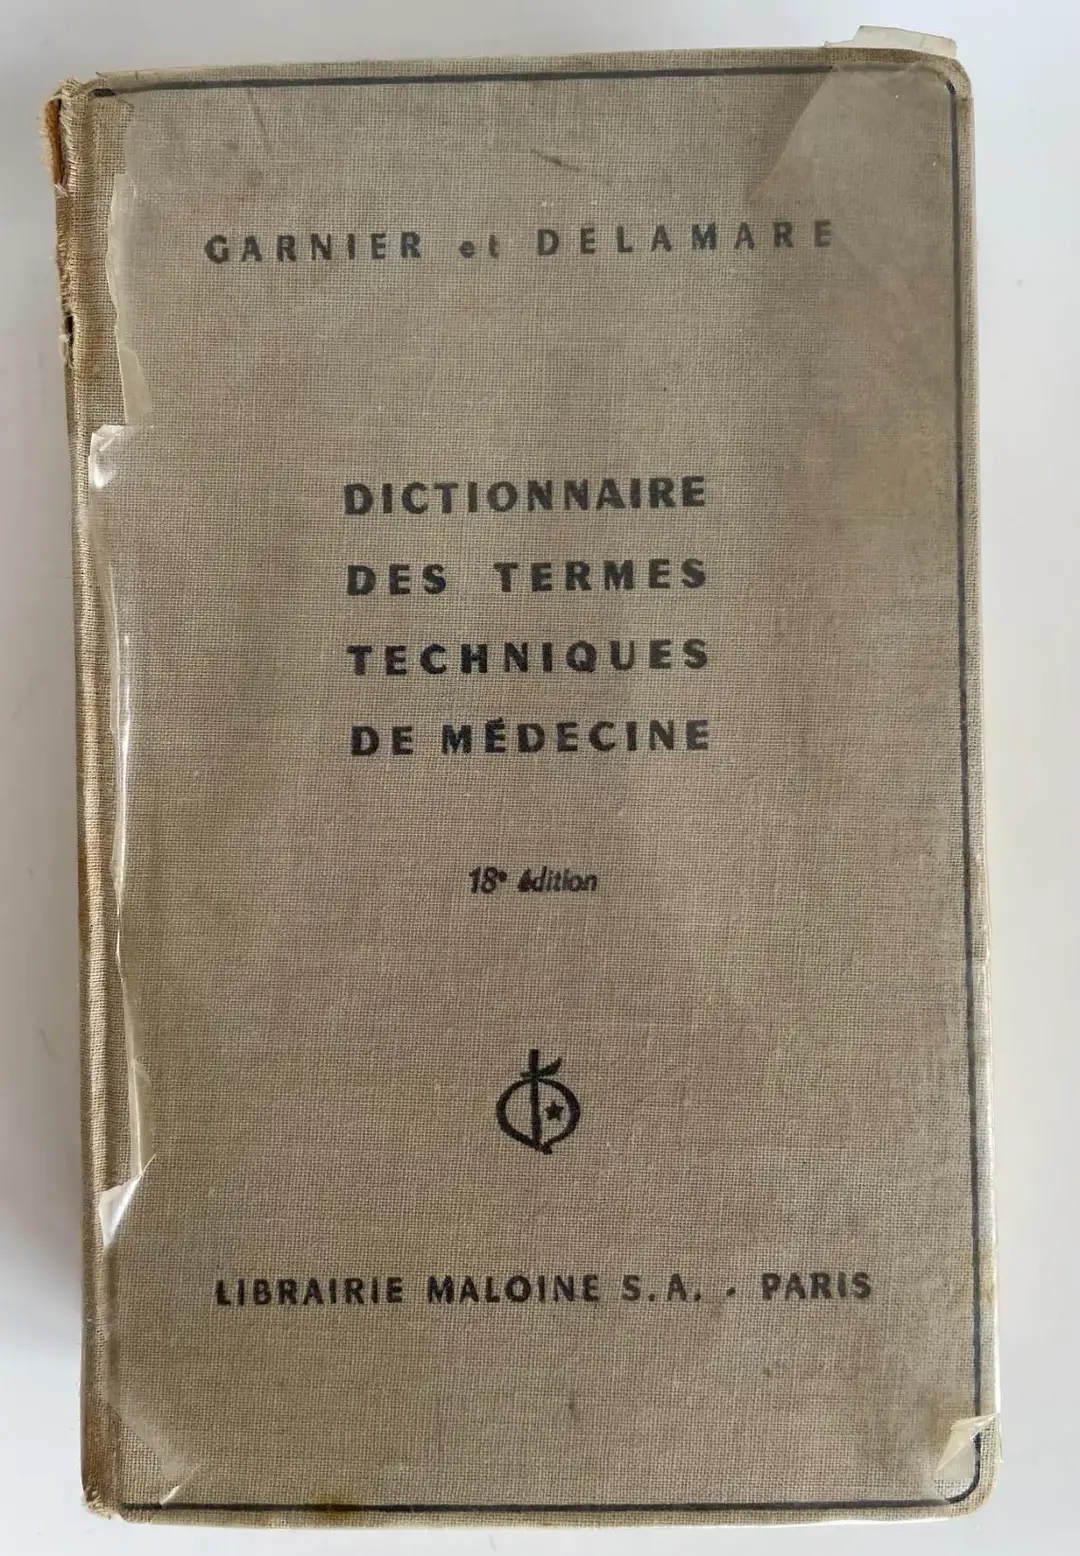 GARNIER et DELAMARE
DICTIONNAIRE
DES TERMES
TECHNIQUES
DE MÉDECINE
18e édition
LIBRAIRIE MALOINE S.A. - PARIS